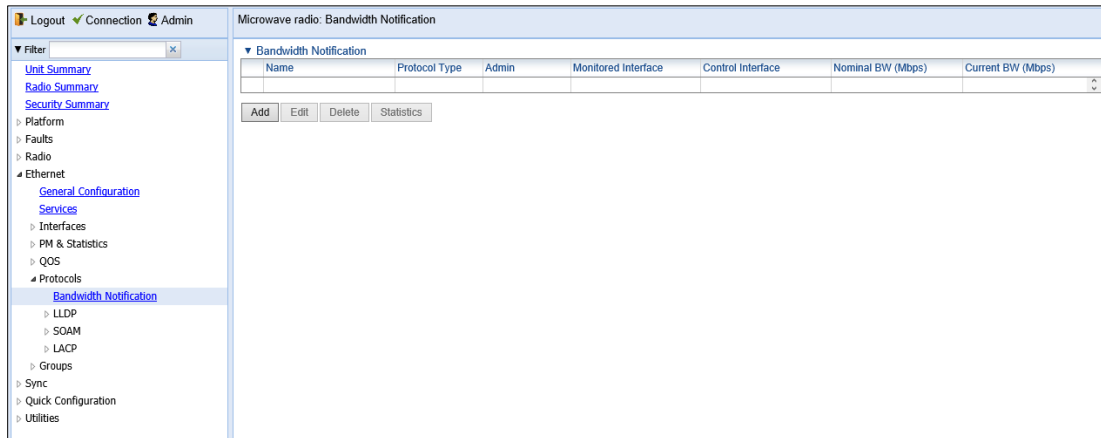 Logout Connection Admin
Microwave radio: Bandwidth Notification
Filter
Unit Summary
Radio Summary
Security Summary
Platform
Faults
Radio
Ethernet
General Configuration
Services
Interfaces
PM & Statistics
QOS
Protocols
Bandwidth Notification
LLDP
SOAM
LACP
Groups
Sync
Quick Configuration
Utilities
Bandwidth Notification
Name Protocol Type Admin Monitored Interface Control Interface Nominal BW (Mbps) Current BW (Mbps)
Add Edit Delete Statistics